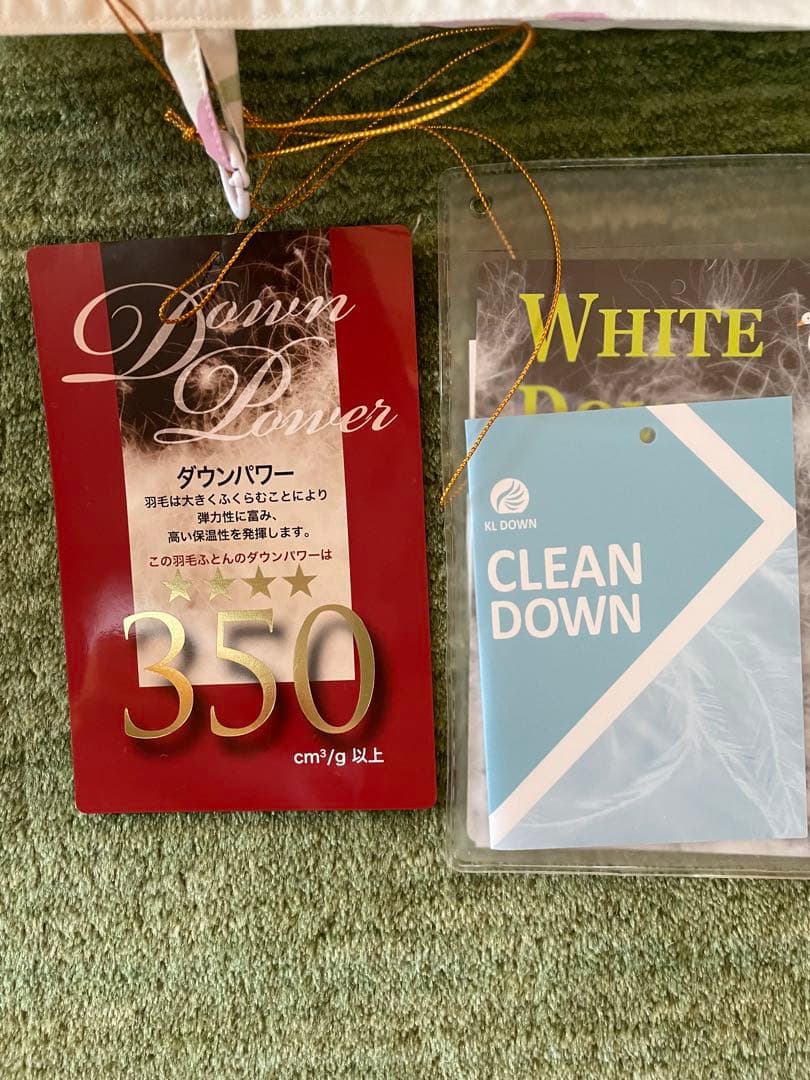 Down
Power
ダウンパワー
羽毛は大きくふくらむことにより
弾力性に富み、
高い保温性を発揮します。
この羽毛ふとんのダウンパワーは
★★★★
350
cm³/g 以上
WHITE
KL DOWN
CLEAN
DOWN